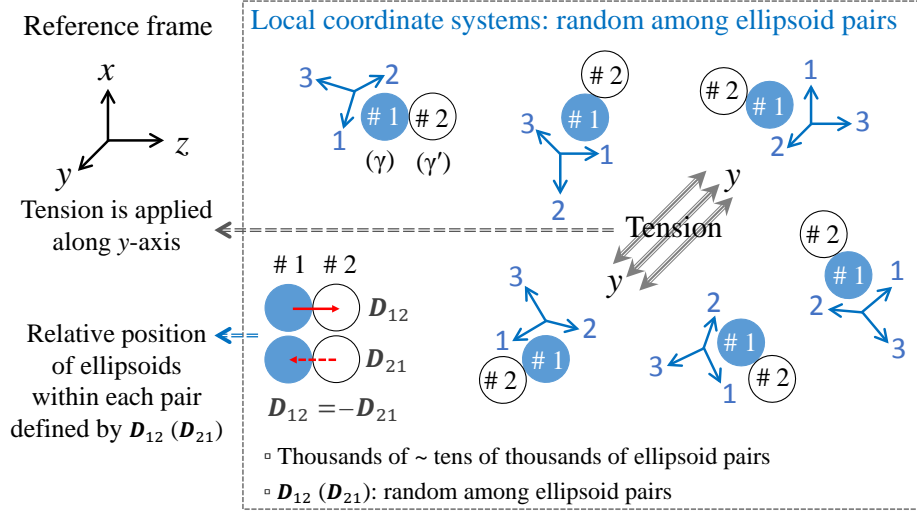 Reference frame
x
y
z
Tension is applied
along y-axis
Relative position
of ellipsoids
within each pair
defined by D₁₂ (D₂₁)
Local coordinate systems: random among ellipsoid pairs
3
2
1
# 1
# 2
(γ)
(γ′)
# 2
# 1
3
1
2
# 2
# 1
1
2
3
y
Tension
y
# 1 # 2
D₁₂
D₂₁
D₁₂ =−D₂₁
3
1
2
# 2
# 1
2
3
1
# 1
# 2
# 2
# 1
2
1
3
▫ Thousands of ~ tens of thousands of ellipsoid pairs
▫ D₁₂ (D₂₁): random among ellipsoid pairs